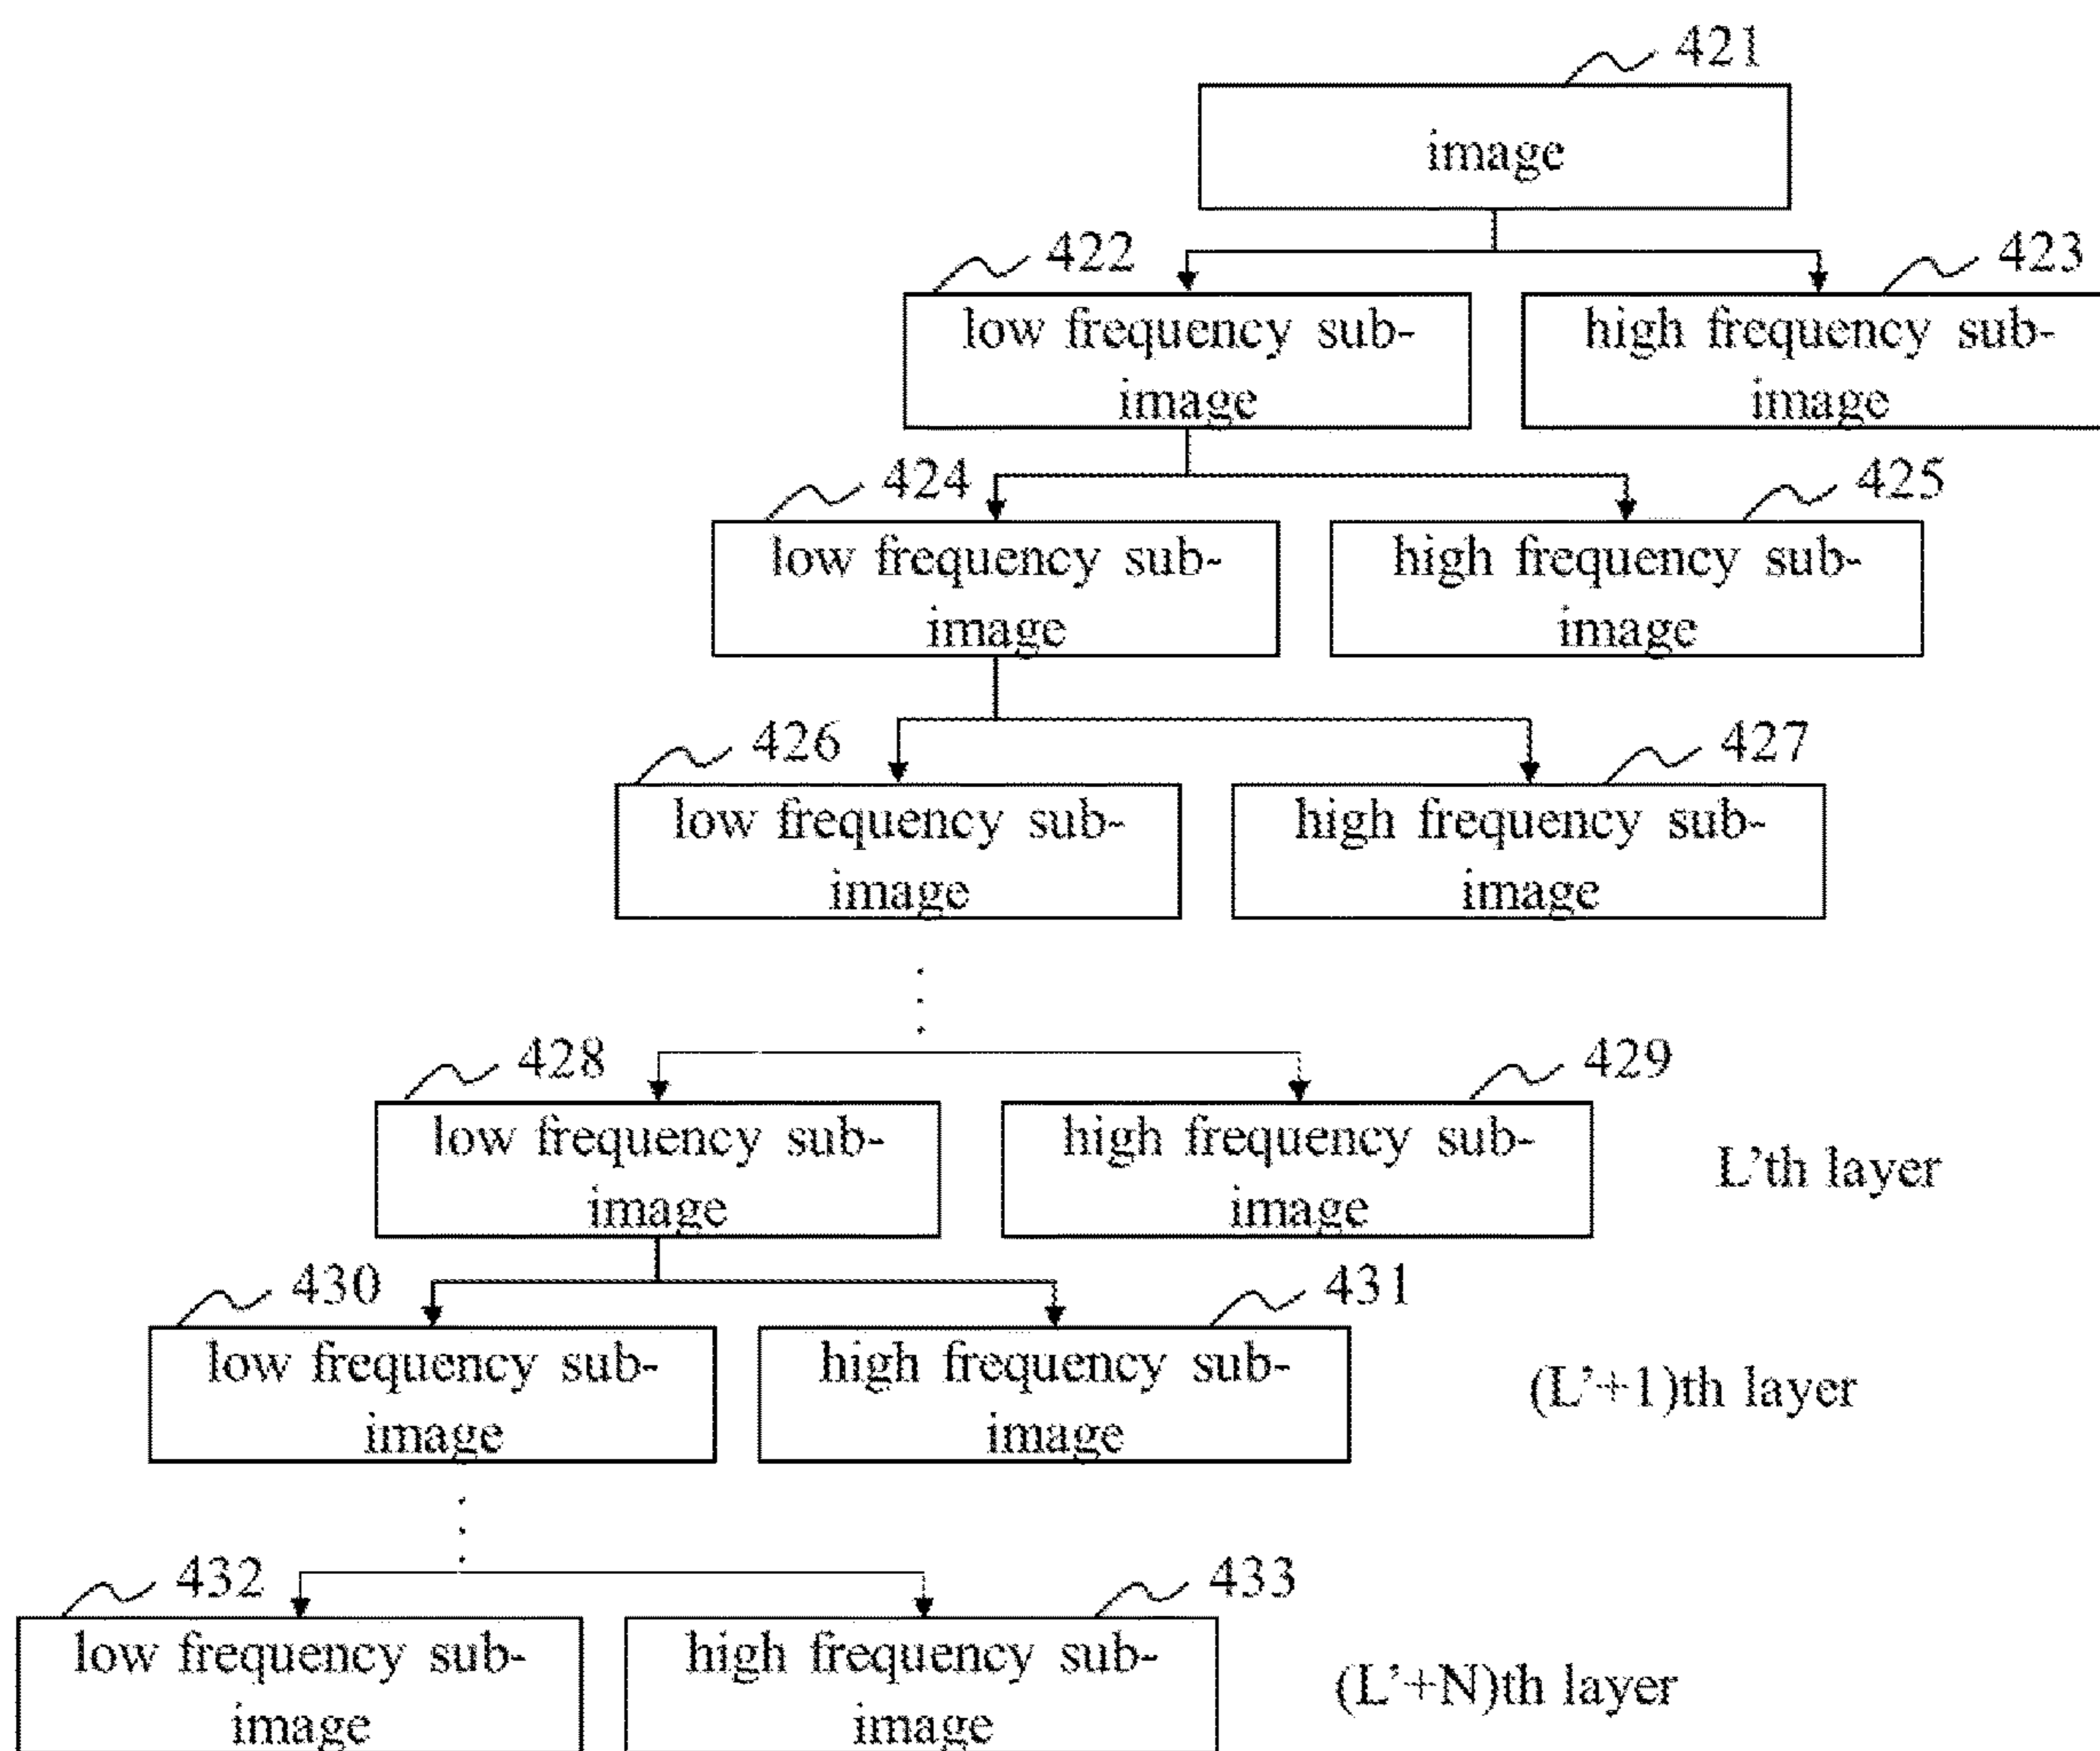 421
image
422
423
low frequency sub-
image
high frequency sub-
image
424
425
low frequency sub-
image
high frequency sub-
image
426
427
low frequency sub-
image
high frequency sub-
image
428
429
low frequency sub-
image
high frequency sub-
image
L’th layer
430
431
low frequency sub-
image
high frequency sub-
image
(L’+1)th layer
432
433
low frequency sub-
image
high frequency sub-
image
(L’+N)th layer